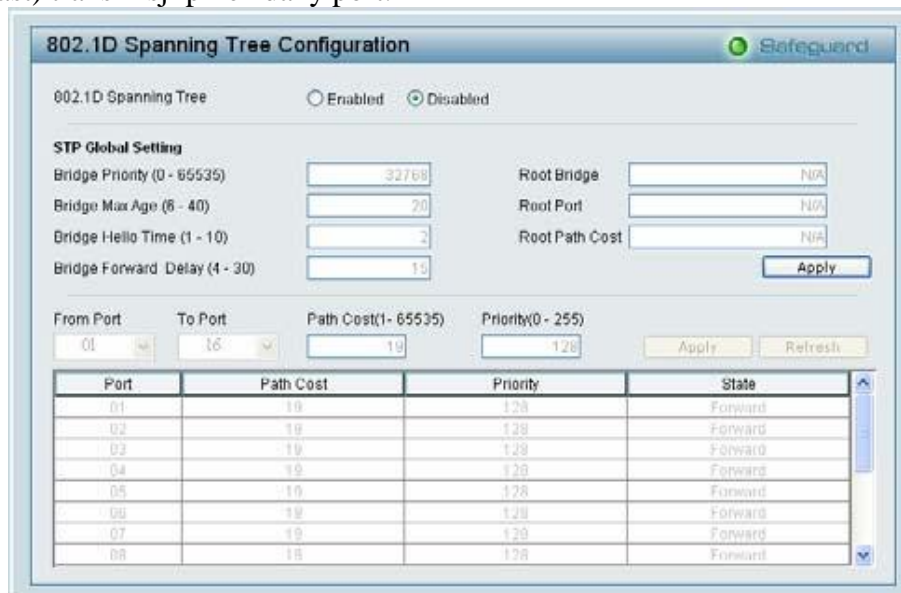 802.1D Spanning Tree Configuration Safeguard
802.1D Spanning Tree Enabled Disabled
STP Global Setting
Bridge Priority (0 - 65535) 32768 Root Bridge N/A
Bridge Max Age (6 - 40) 20 Root Port N/A
Bridge Hello Time (1 - 10) 2 Root Path Cost N/A
Bridge Forward Delay (4 - 30) 15 Apply
From Port To Port Path Cost(1- 65535) Priority(0 - 255)
01 16 19 128 Apply Refresh
Port Path Cost Priority State
01 19 128 Forward
02 19 128 Forward
03 19 128 Forward
04 19 128 Forward
05 19 128 Forward
06 19 128 Forward
07 19 128 Forward
08 19 128 Forward